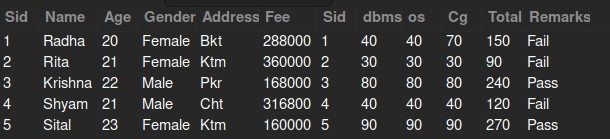 Sid Name Age Gender Address Fee Sid dbms os Cg Total Remarks
1 Radha 20 Female Bkt 288000 1 40 40 70 150 Fail
2 Rita 21 Female Ktm 360000 2 30 30 30 90 Fail
3 Krishna 22 Male Pkr 168000 3 80 80 80 240 Pass
4 Shyam 21 Male Cht 316800 4 40 40 40 120 Fail
5 Sital 23 Female Ktm 160000 5 90 90 90 270 Pass